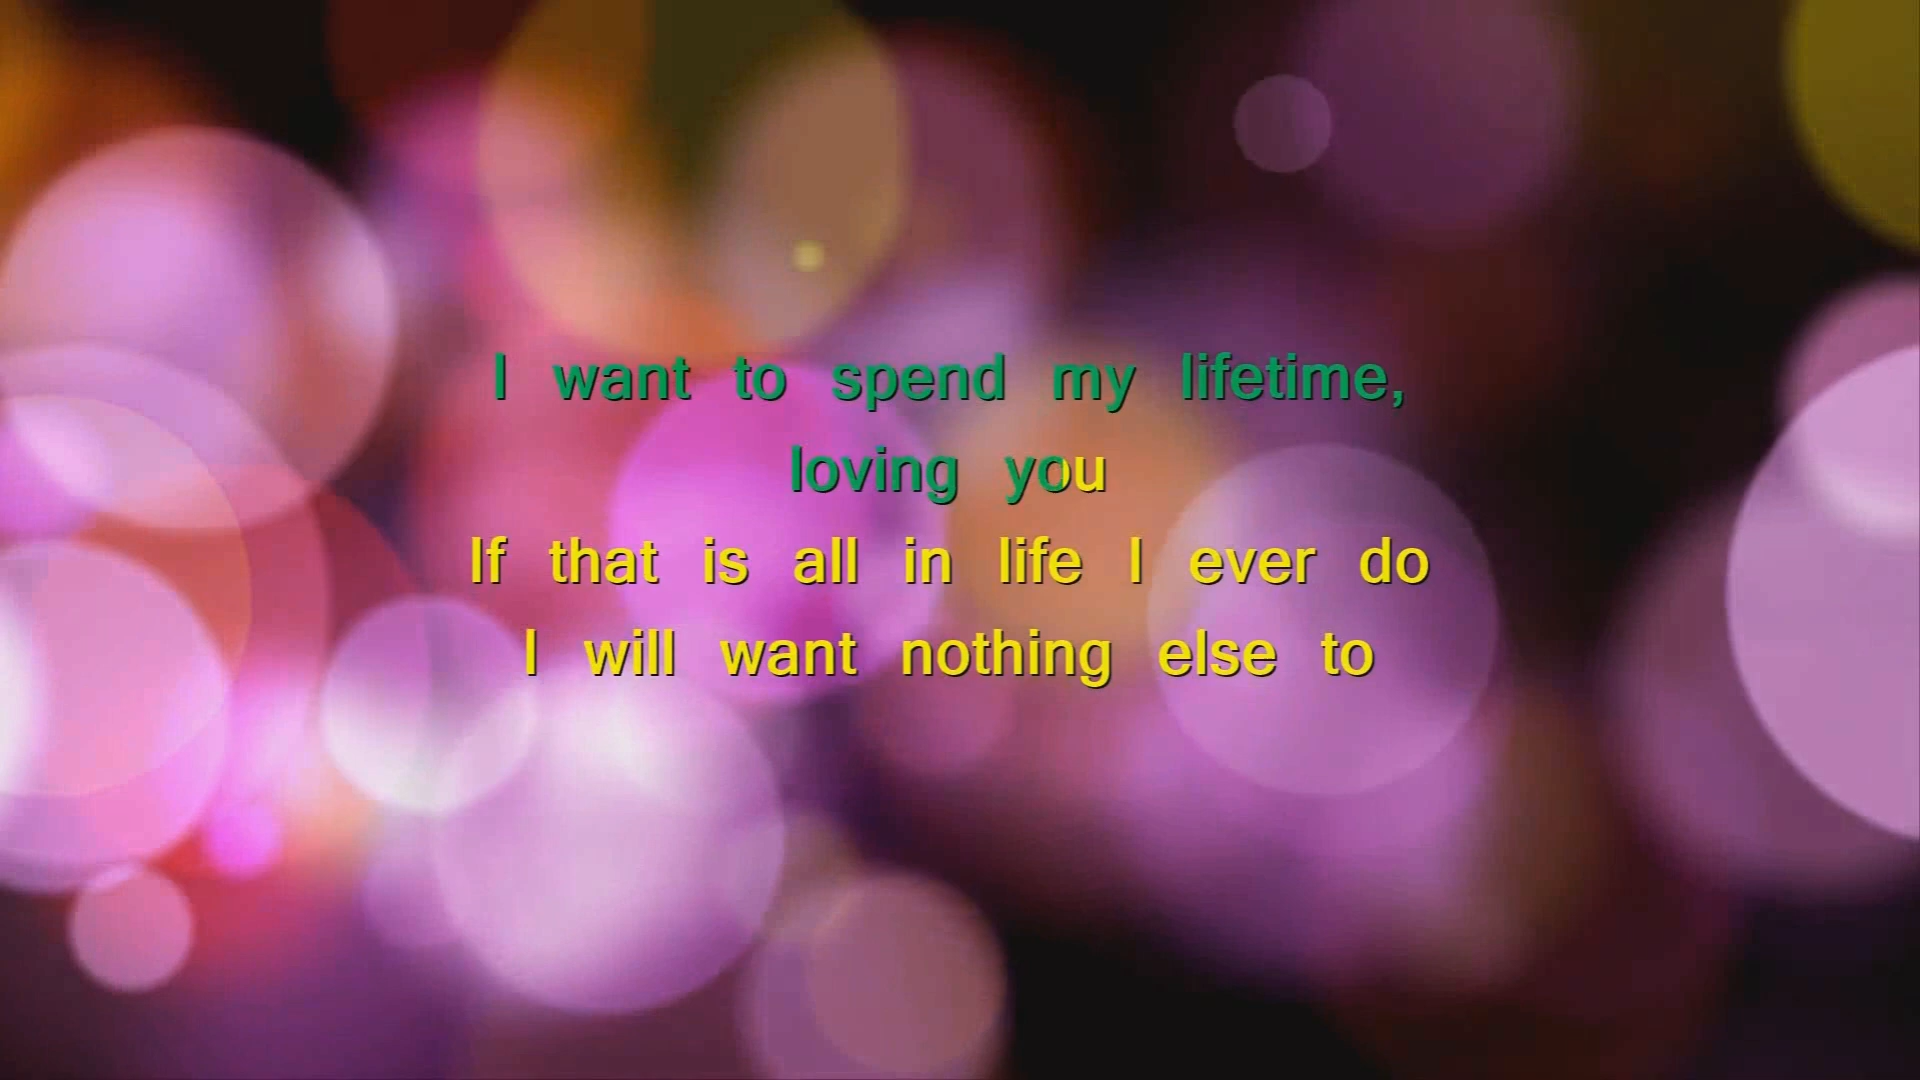 I want to spend my lifetime,
loving you
If that is all in life I ever do
I will want nothing else to